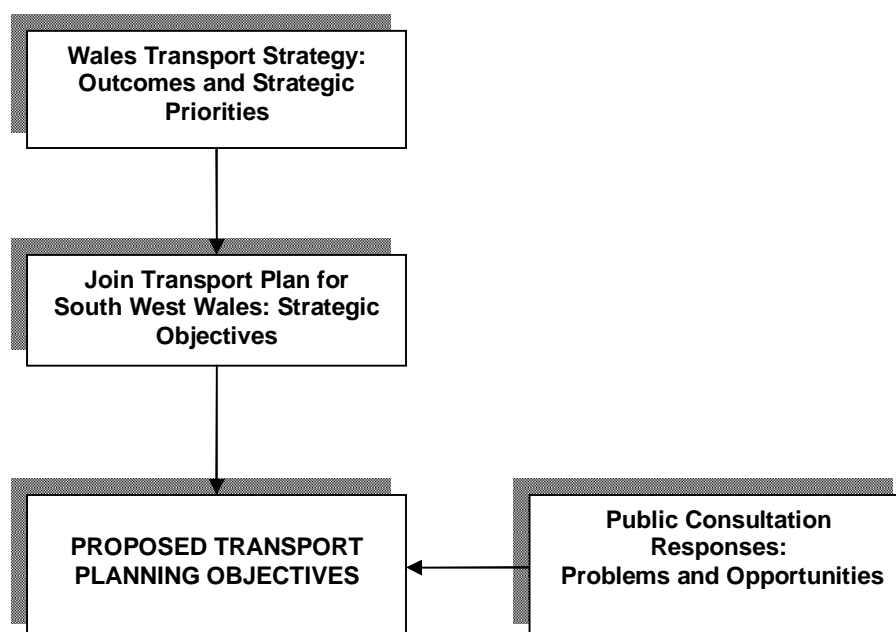 Wales Transport Strategy:
Outcomes and Strategic
Priorities
Join Transport Plan for
South West Wales: Strategic
Objectives
PROPOSED TRANSPORT
PLANNING OBJECTIVES
Public Consultation
Responses:
Problems and Opportunities